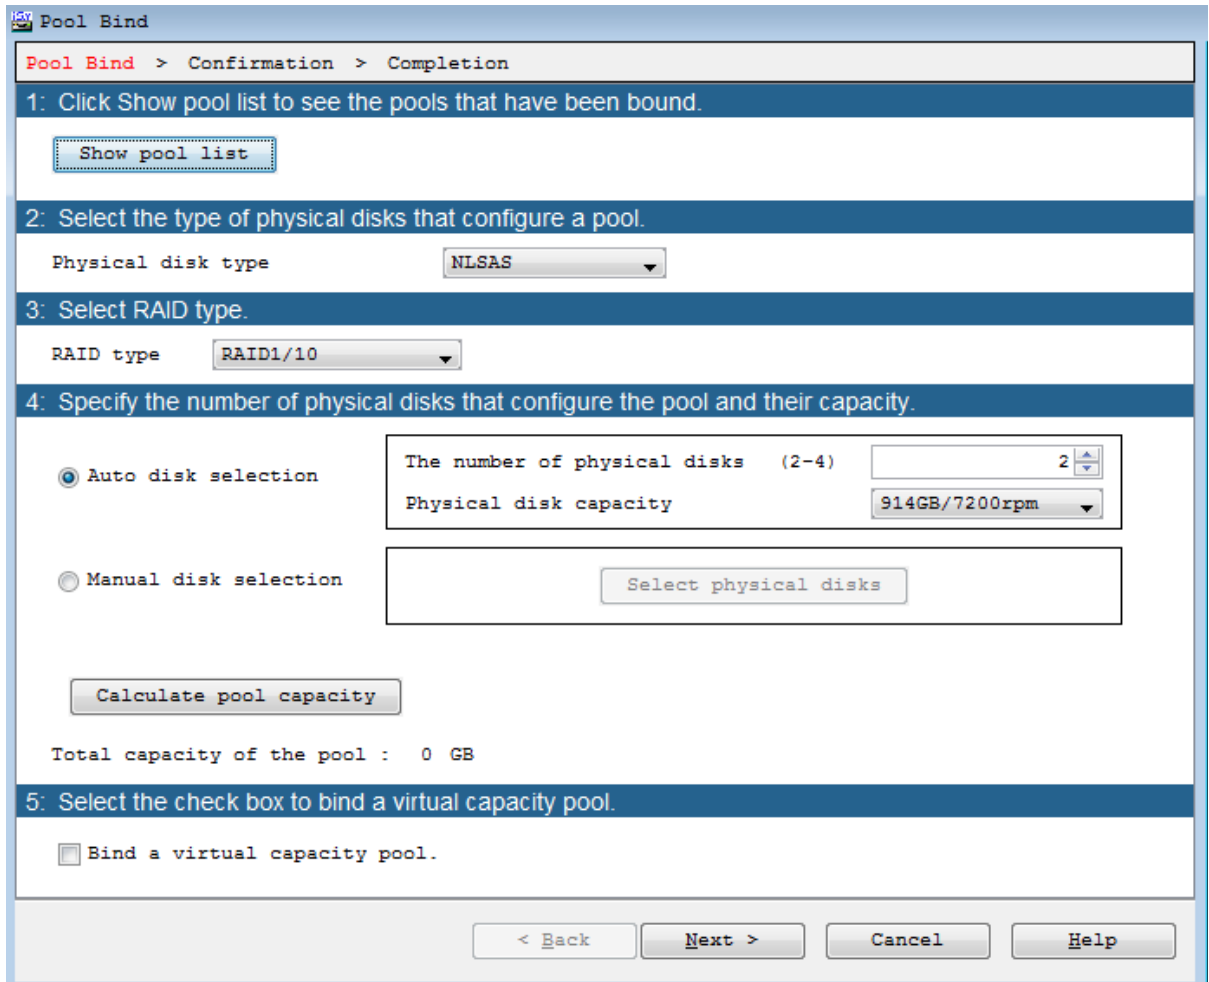 Pool Bind
Pool Bind > Confirmation > Completion
1: Click Show pool list to see the pools that have been bound.
Show pool list
2: Select the type of physical disks that configure a pool.
Physical disk type NLSAS
3: Select RAID type.
RAID type RAID1/10
4: Specify the number of physical disks that configure the pool and their capacity.
Auto disk selection
The number of physical disks (2-4) 2
Physical disk capacity 914GB/7200rpm
Manual disk selection
Select physical disks
Calculate pool capacity
Total capacity of the pool : 0 GB
5: Select the check box to bind a virtual capacity pool.
Bind a virtual capacity pool.
< Back Next > Cancel Help